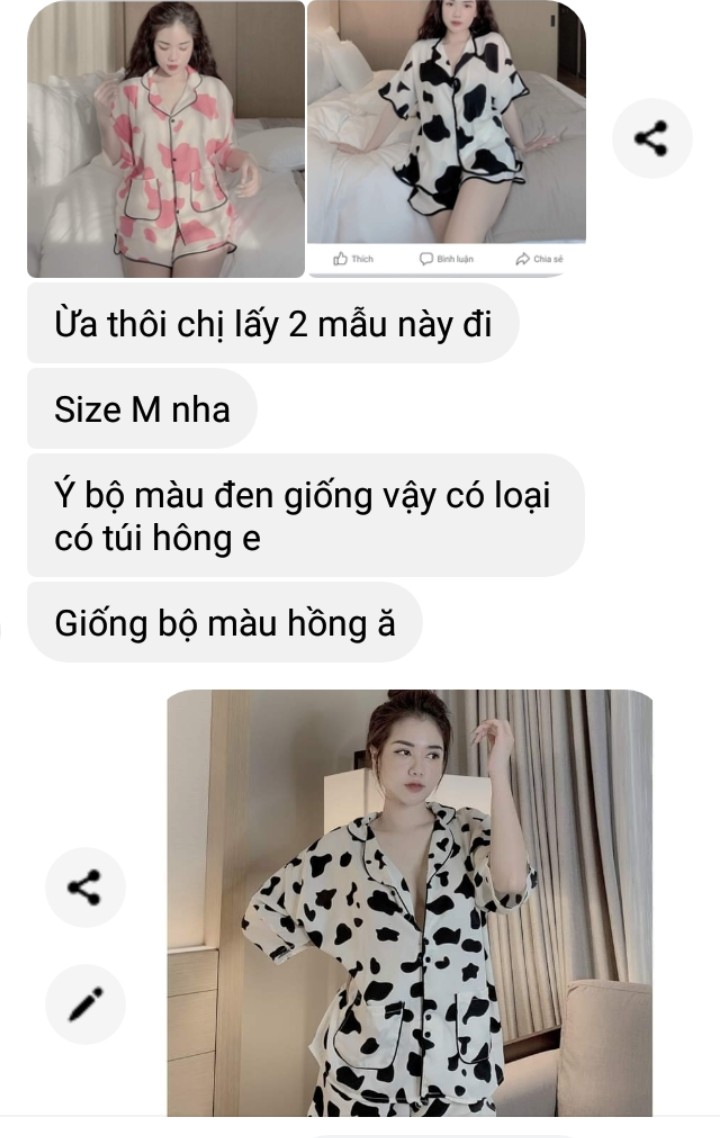 Thích
Bình luận
Chia sẻ
Ừa thôi chị lấy 2 mẫu này đi
Size M nha
Ý bộ màu đen giống vậy có loại
có túi hông e
Giống bộ màu hồng ă